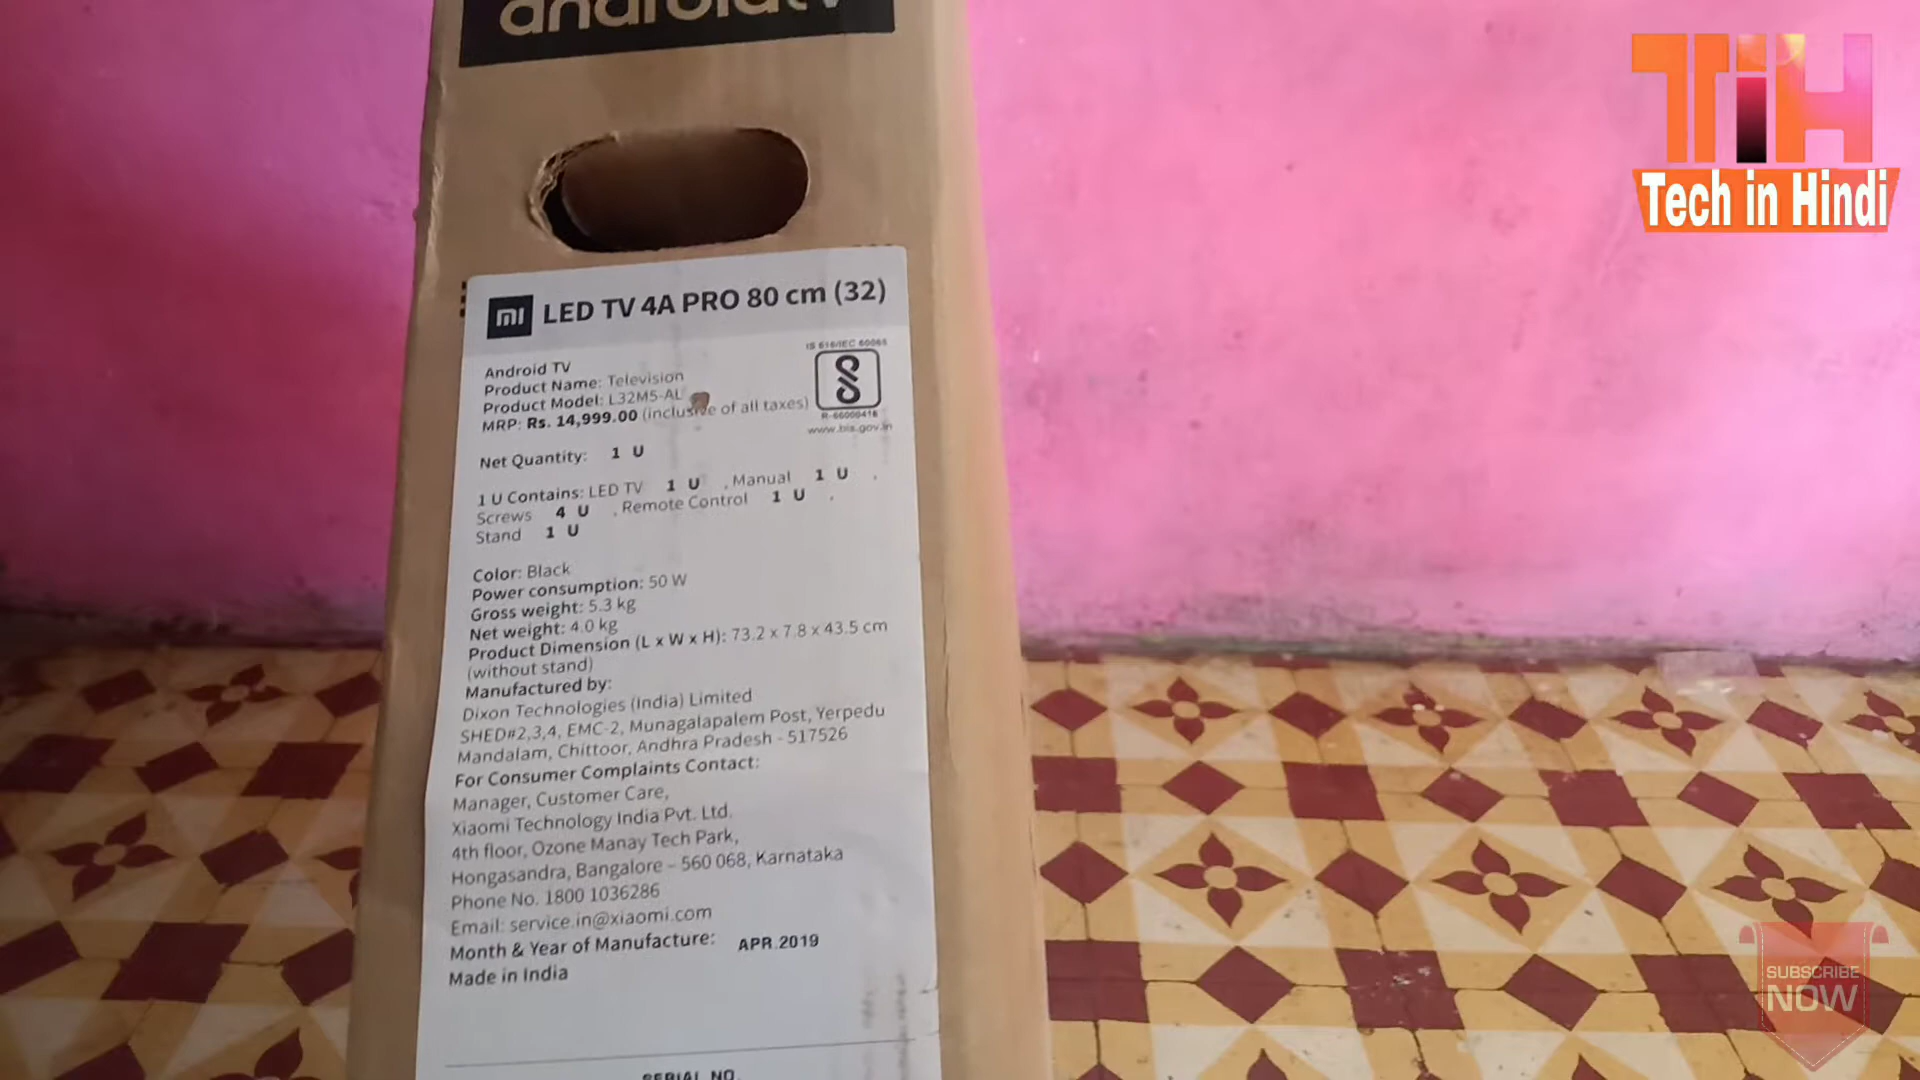 androidtv
TiH
Tech in Hindi
mi LED TV 4A PRO 80 cm (32)
IS 616/IEC 60065
Android TV
Product Name: Television
Product Model: L32M5-AL
MRP: Rs. 14,999.00 (inclusive of all taxes)
R-66000416
www.bis.gov.in
Net Quantity: 1 U
1 U Contains: LED TV 1 U , Manual 1 U ,
Screws 4 U , Remote Control 1 U ,
Stand 1 U
Color: Black
Power consumption: 50 W
Gross weight: 5.3 kg
Net weight: 4.0 kg
Product Dimension (L x W x H): 73.2 x 7.8 x 43.5 cm
(without stand)
Manufactured by:
Dixon Technologies (India) Limited
SHED#2,3,4, EMC-2, Munagalapalem Post, Yerpedu
Mandalam, Chittoor, Andhra Pradesh - 517526
For Consumer Complaints Contact:
Manager, Customer Care,
Xiaomi Technology India Pvt. Ltd.
4th floor, Ozone Manay Tech Park,
Hongasandra, Bangalore – 560 068, Karnataka
Phone No. 1800 1036286
Email: service.in@xiaomi.com
Month & Year of Manufacture: APR.2019
Made in India
SERIAL NO.
SUBSCRIBE
NOW